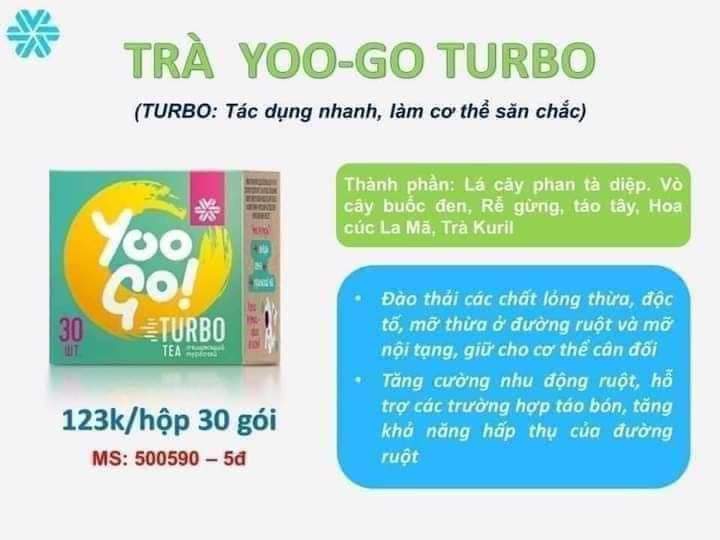 TRÀ YOO-GO TURBO
(TURBO: Tác dụng nhanh, làm cơ thể săn chắc)
Yoo
Go!
30
ШТ
TURBO
TEA
Thành phần: Lá cây phan tà diệp. Vò
cây buốc đen, Rễ gừng, táo tây, Hoa
cúc La Mã, Trà Kuril
• Đào thải các chất lỏng thừa, độc
tố, mỡ thừa ở đường ruột và mỡ
nội tạng, giữ cho cơ thể cân đối
• Tăng cường nhu động ruột, hỗ
trợ các trường hợp táo bón, tăng
khả năng hấp thụ của đường
ruột
123k/hộp 30 gói
MS: 500590 – 5đ